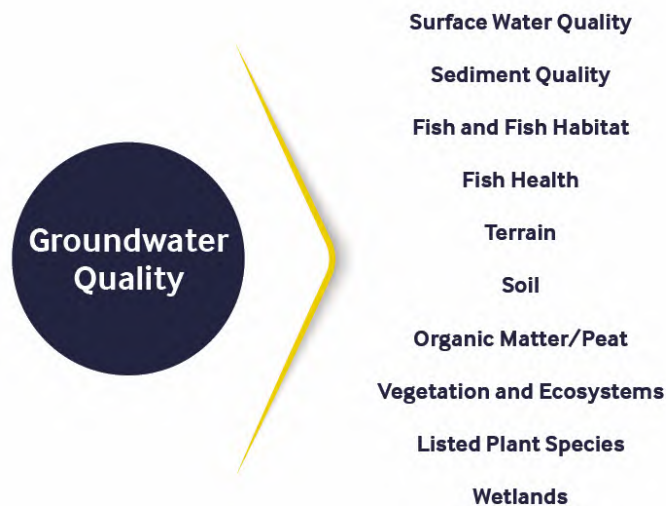 Groundwater
Quality
Surface Water Quality
Sediment Quality
Fish and Fish Habitat
Fish Health
Terrain
Soil
Organic Matter/Peat
Vegetation and Ecosystems
Listed Plant Species
Wetlands